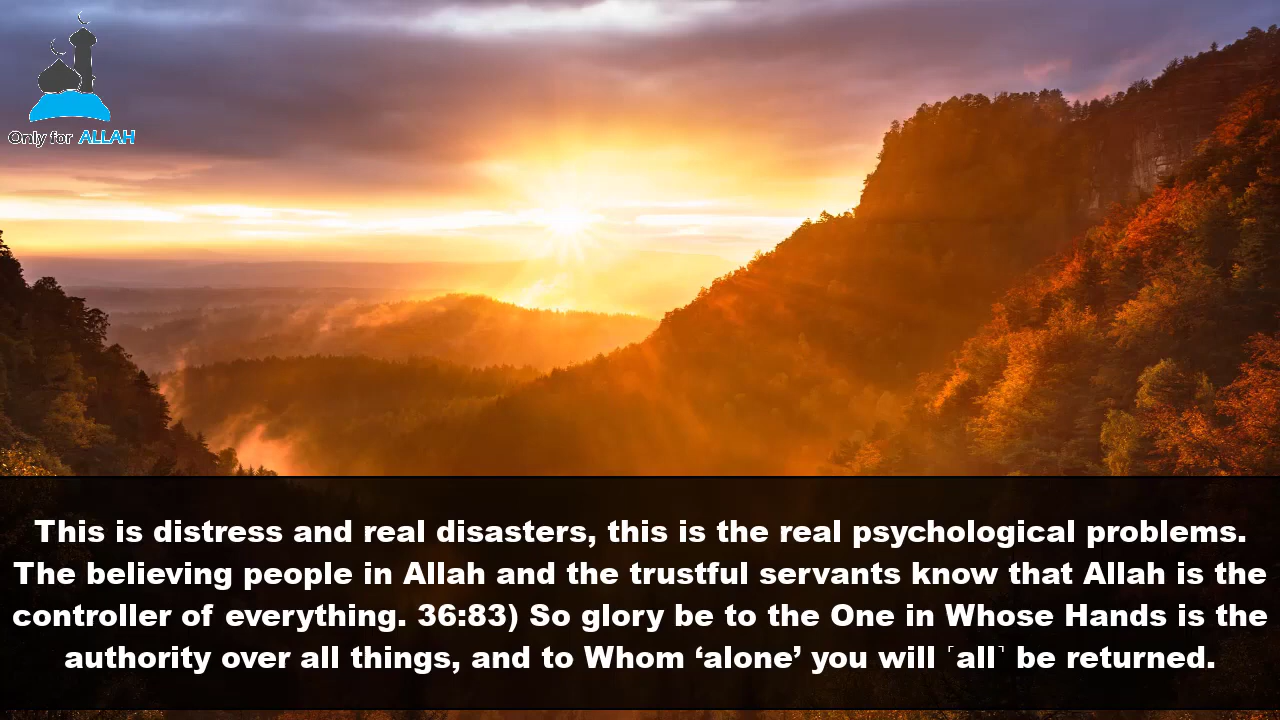 Only for ALLAH
This is distress and real disasters, this is the real psychological problems.
The believing people in Allah and the trustful servants know that Allah is the
controller of everything. 36:83) So glory be to the One in Whose Hands is the
authority over all things, and to Whom ‘alone’ you will ˹all˺ be returned.